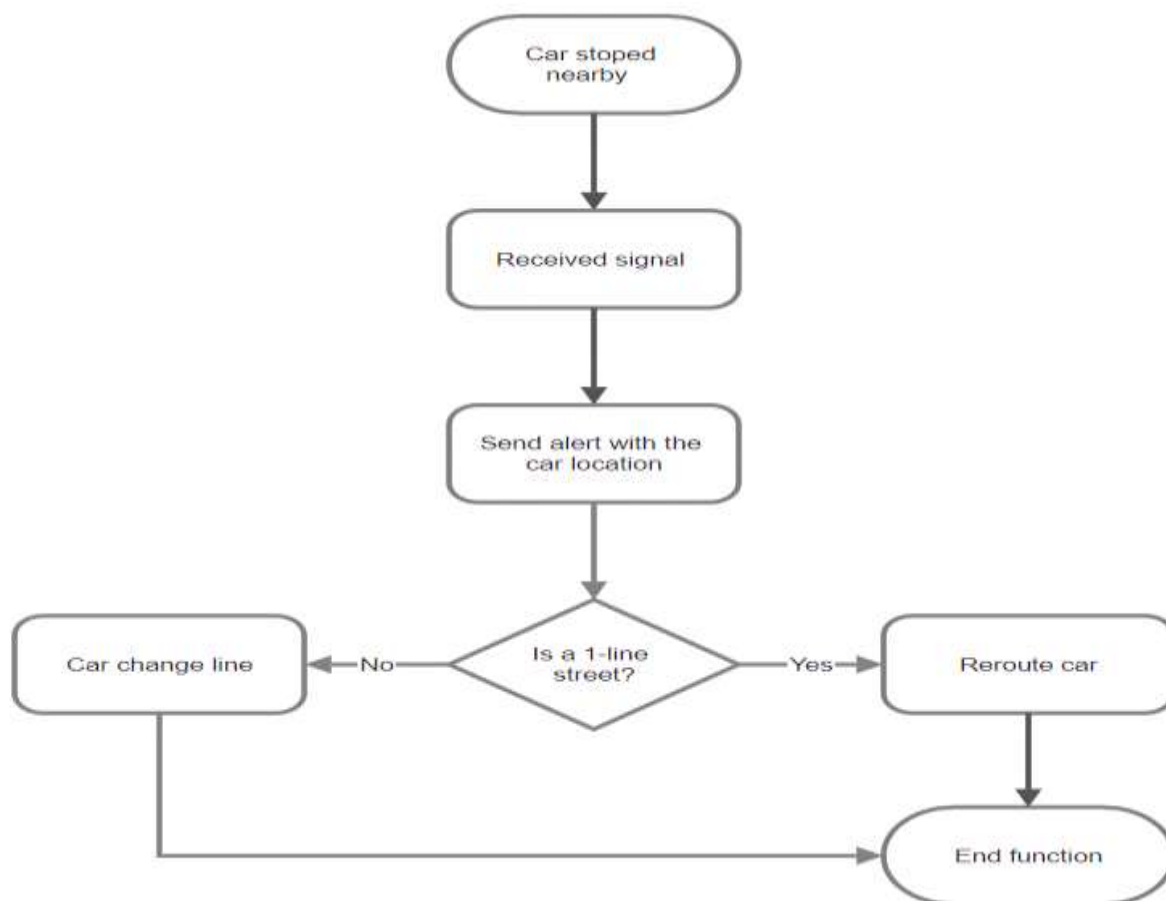 Car stoped
nearby
Received signal
Send alert with the
car location
Is a 1-line
street?
No
Yes
Car change line
Reroute car
End function